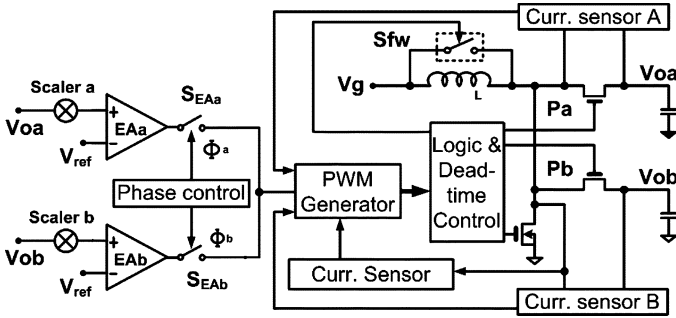 Curr. sensor A
Sfw
Vg
L
Voa
Pa
Scaler a
Voa
EAa
+
−
Vref
SEAa
Φa
Phase control
PWM
Generator
Logic &
Dead-
time
Control
Pb
Vob
Scaler b
Vob
EAb
+
−
Vref
Φb
SEAb
Curr. Sensor
Curr. sensor B